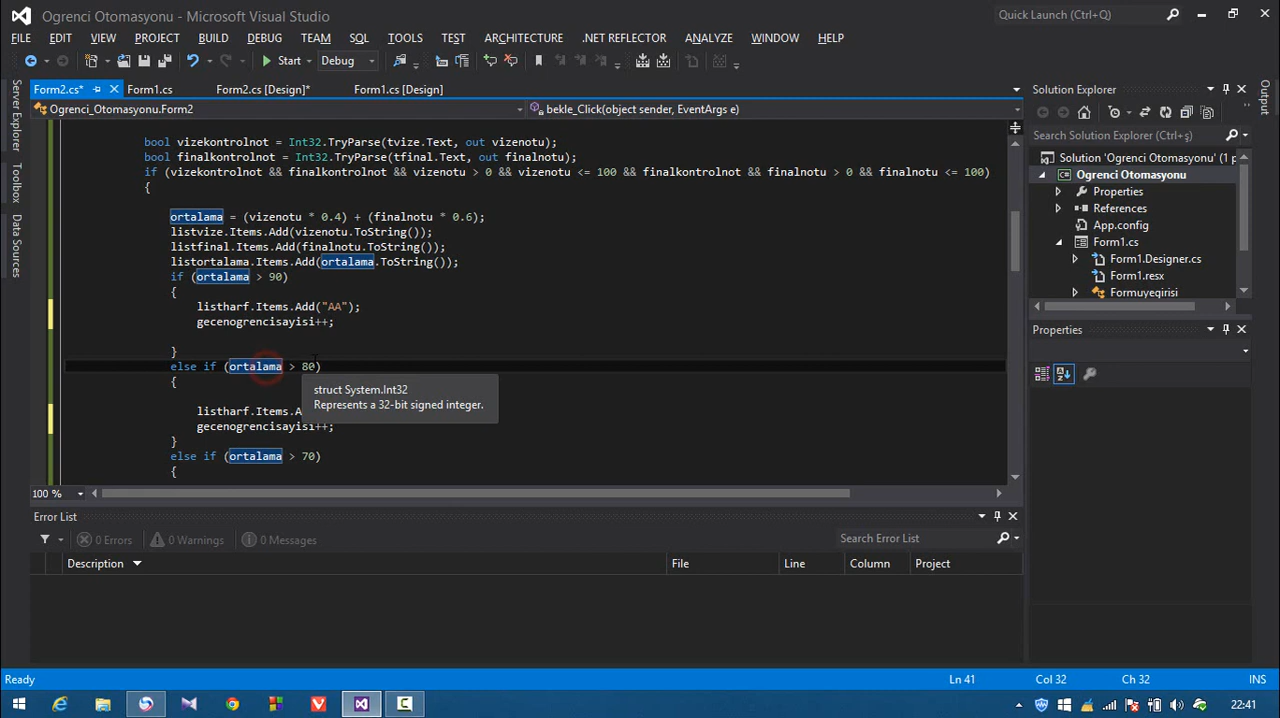 Ogrenci Otomasyonu - Microsoft Visual Studio
Quick Launch (Ctrl+Q)
FILE EDIT VIEW PROJECT BUILD DEBUG TEAM SQL TOOLS TEST ARCHITECTURE .NET REFLECTOR ANALYZE WINDOW HELP
Start Debug
Server Explorer
Toolbox
Data Sources
Form2.cs* Form1.cs Form2.cs [Design]* Form1.cs [Design]
Ogrenci_Otomasyonu.Form2 bekle_Click(object sender, EventArgs e)
bool vizekontrolnot = Int32.TryParse(tvize.Text, out vizenotu);
bool finalkontrolnot = Int32.TryParse(tfinal.Text, out finalnotu);
if (vizekontrolnot && finalkontrolnot && vizenotu > 0 && vizenotu <= 100 && finalkontrolnot && finalnotu > 0 && finalnotu <= 100)
{
ortalama = (vizenotu * 0.4) + (finalnotu * 0.6);
listvize.Items.Add(vizenotu.ToString());
listfinal.Items.Add(finalnotu.ToString());
listortalama.Items.Add(ortalama.ToString());
if (ortalama > 90)
{
listharf.Items.Add("AA");
gecenogrencisayisi++;
}
else if (ortalama > 80)
{
struct System.Int32
Represents a 32-bit signed integer.
listharf.Items.A
gecenogrencisayisi++;
}
else if (ortalama > 70)
{
100 %
Error List
0 Errors 0 Warnings 0 Messages
Search Error List
Description File Line Column Project
Solution Explorer
Search Solution Explorer (Ctrl+ş)
Solution 'Ogrenci Otomasyonu' (1 p
Ogrenci Otomasyonu
Properties
References
App.config
Form1.cs
Form1.Designer.cs
Form1.resx
Formuyegirisi
Properties
Output
Ready Ln 41 Col 32 Ch 32 INS
22:41